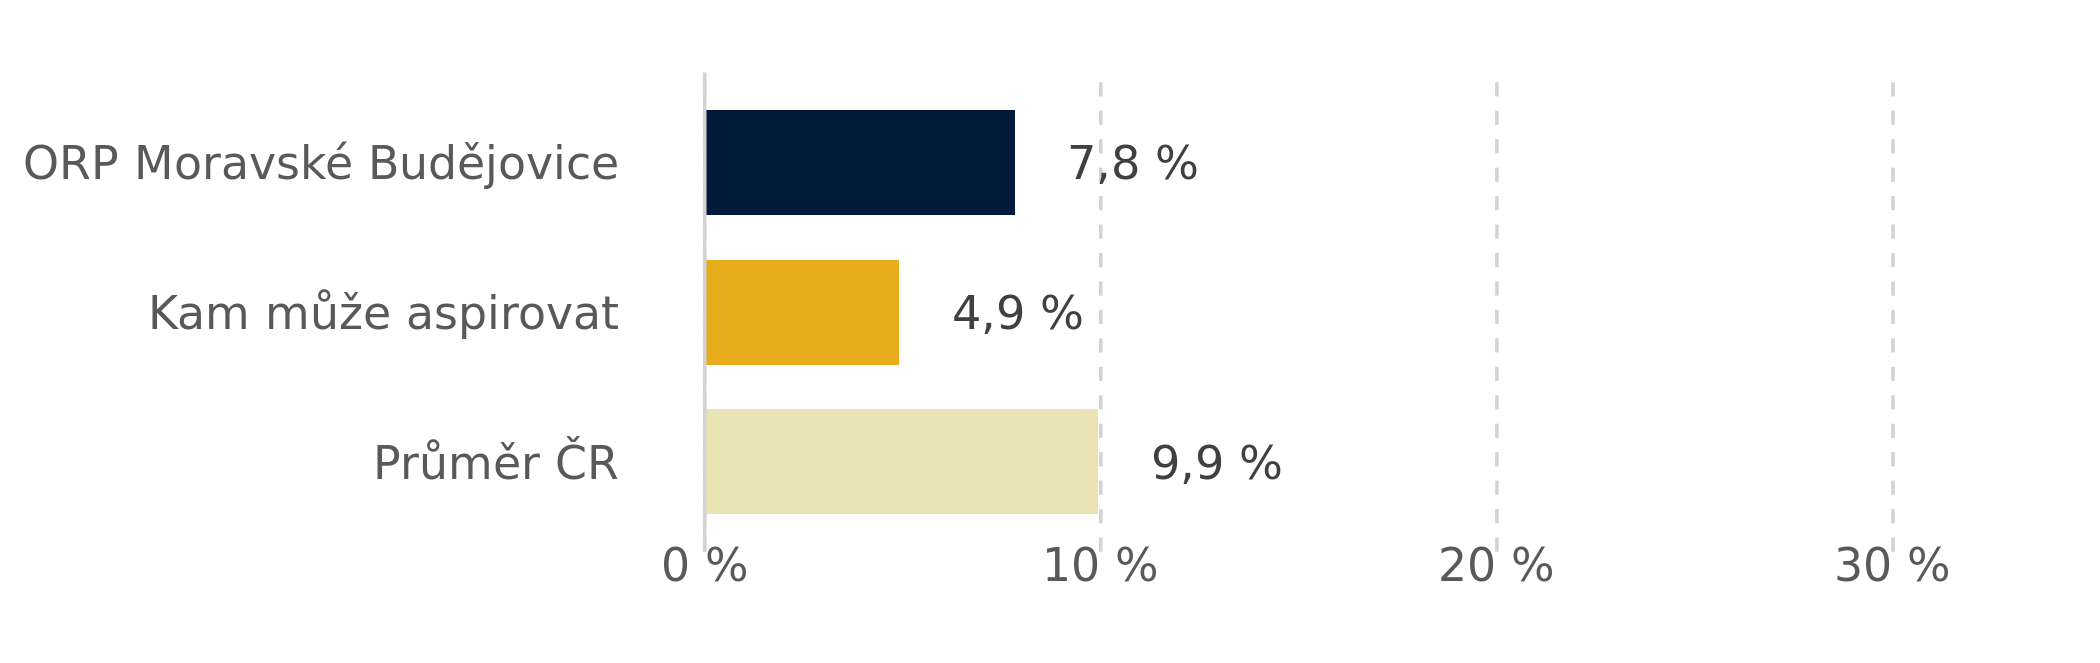 ORP Moravské Budějovice 7,8 %
Kam může aspirovat 4,9 %
Průměr ČR 9,9 %
0 % 10 % 20 % 30 %